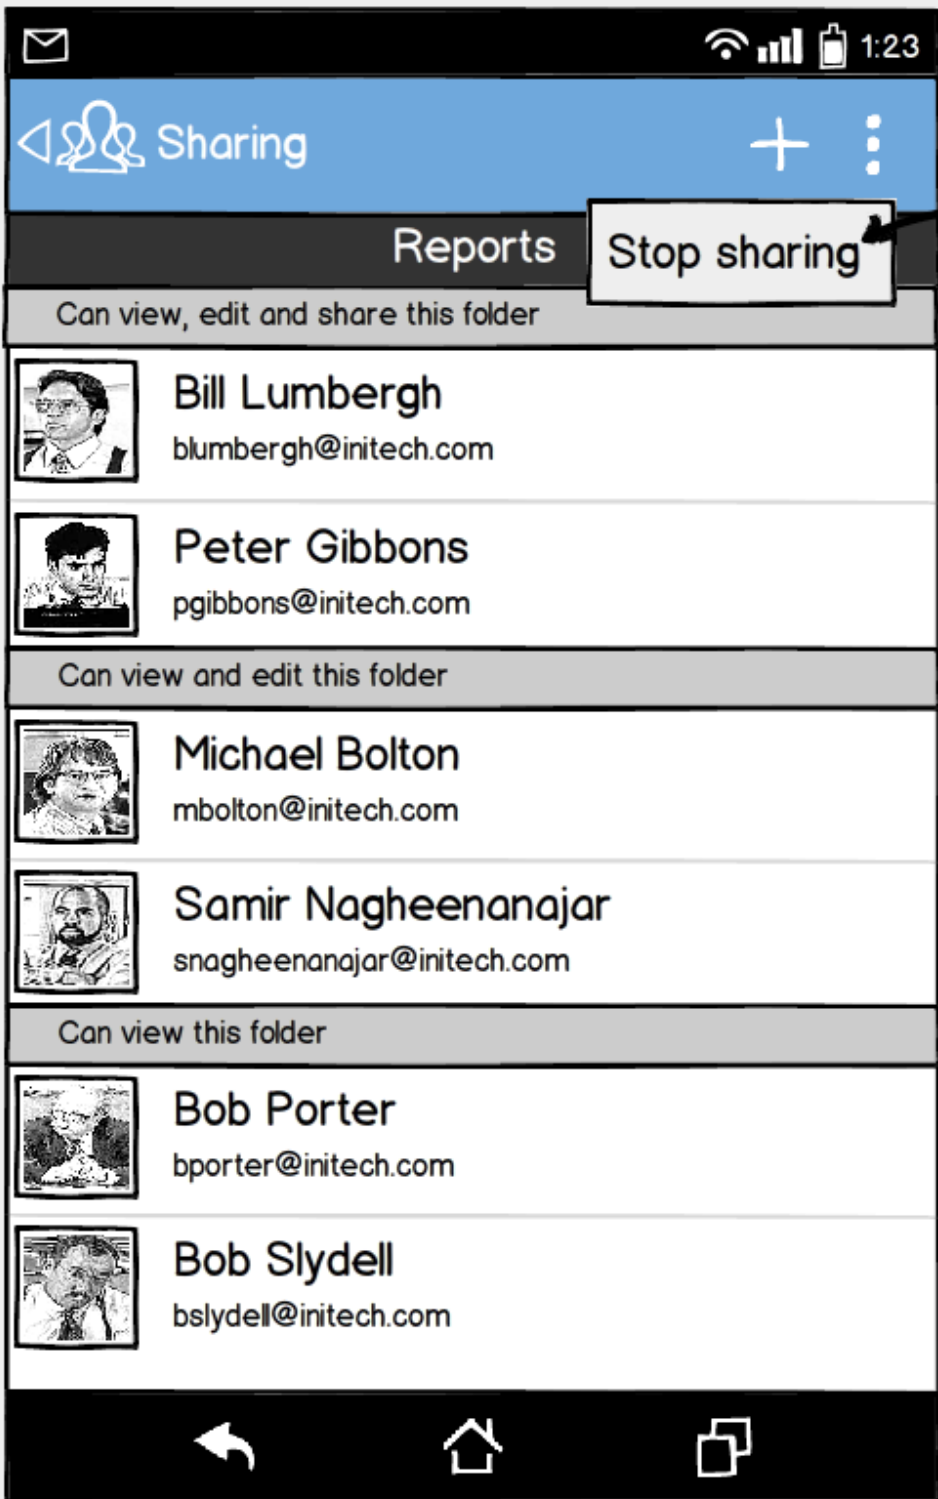 1:23
Sharing
Reports
Stop sharing
Can view, edit and share this folder
Bill Lumbergh
blumbergh@initech.com
Peter Gibbons
pgibbons@initech.com
Can view and edit this folder
Michael Bolton
mbolton@initech.com
Samir Nagheenanajar
snagheenanajar@initech.com
Can view this folder
Bob Porter
bporter@initech.com
Bob Slydell
bslydell@initech.com